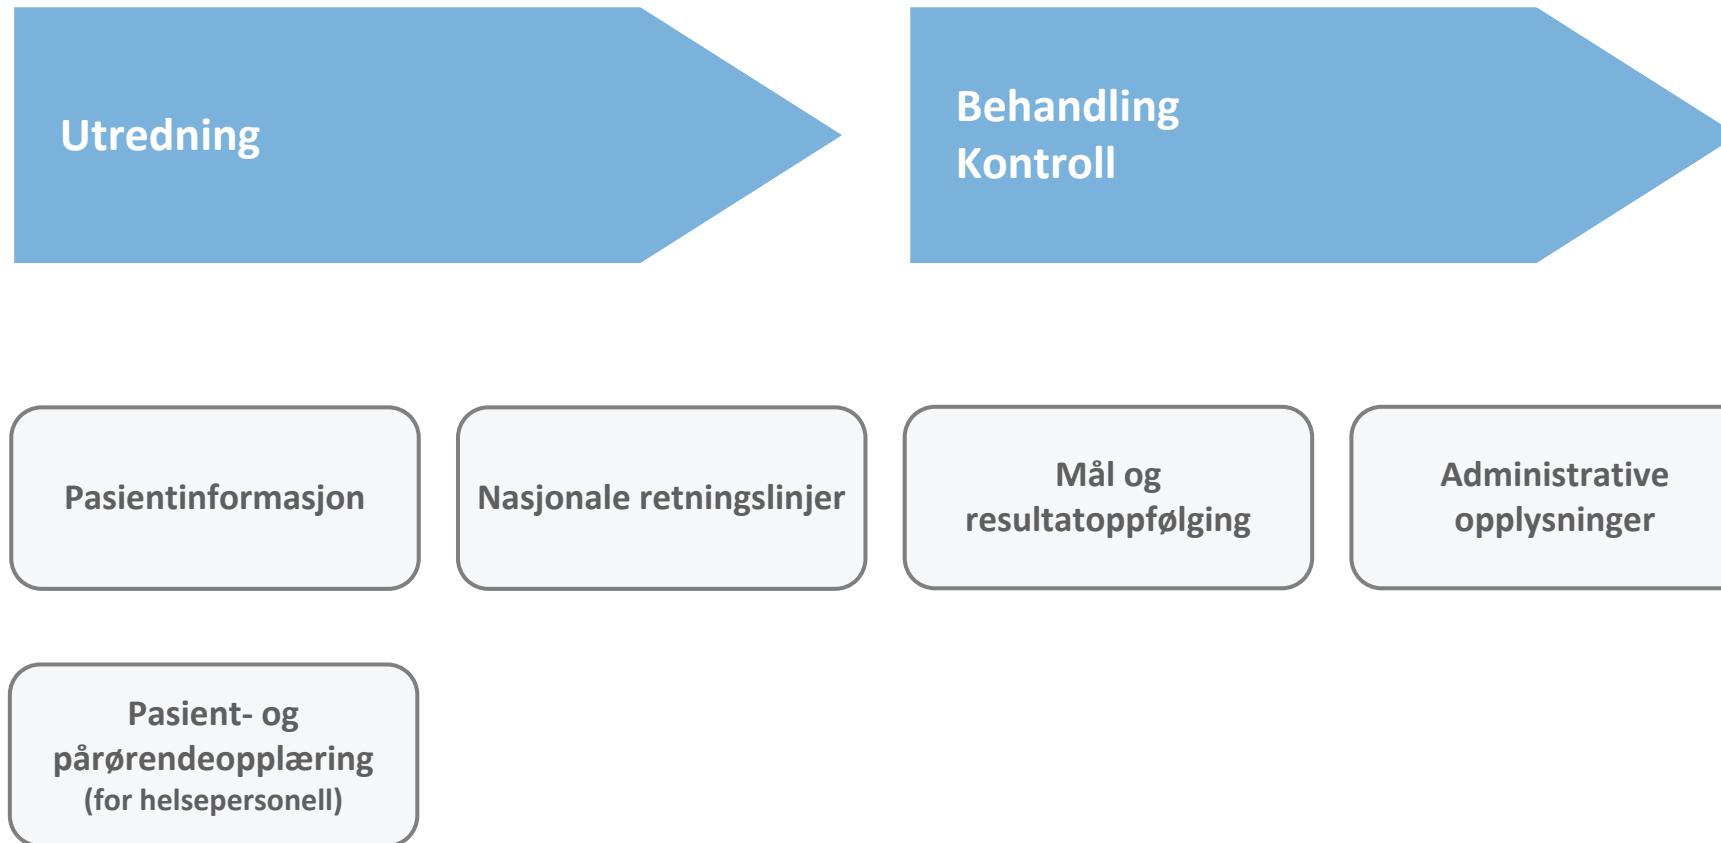 Utredning
Behandling
Kontroll
Pasientinformasjon
Nasjonale retningslinjer
Mål og
resultatoppfølging
Administrative
opplysninger
Pasient- og
pårørendeopplæring
(for helsepersonell)